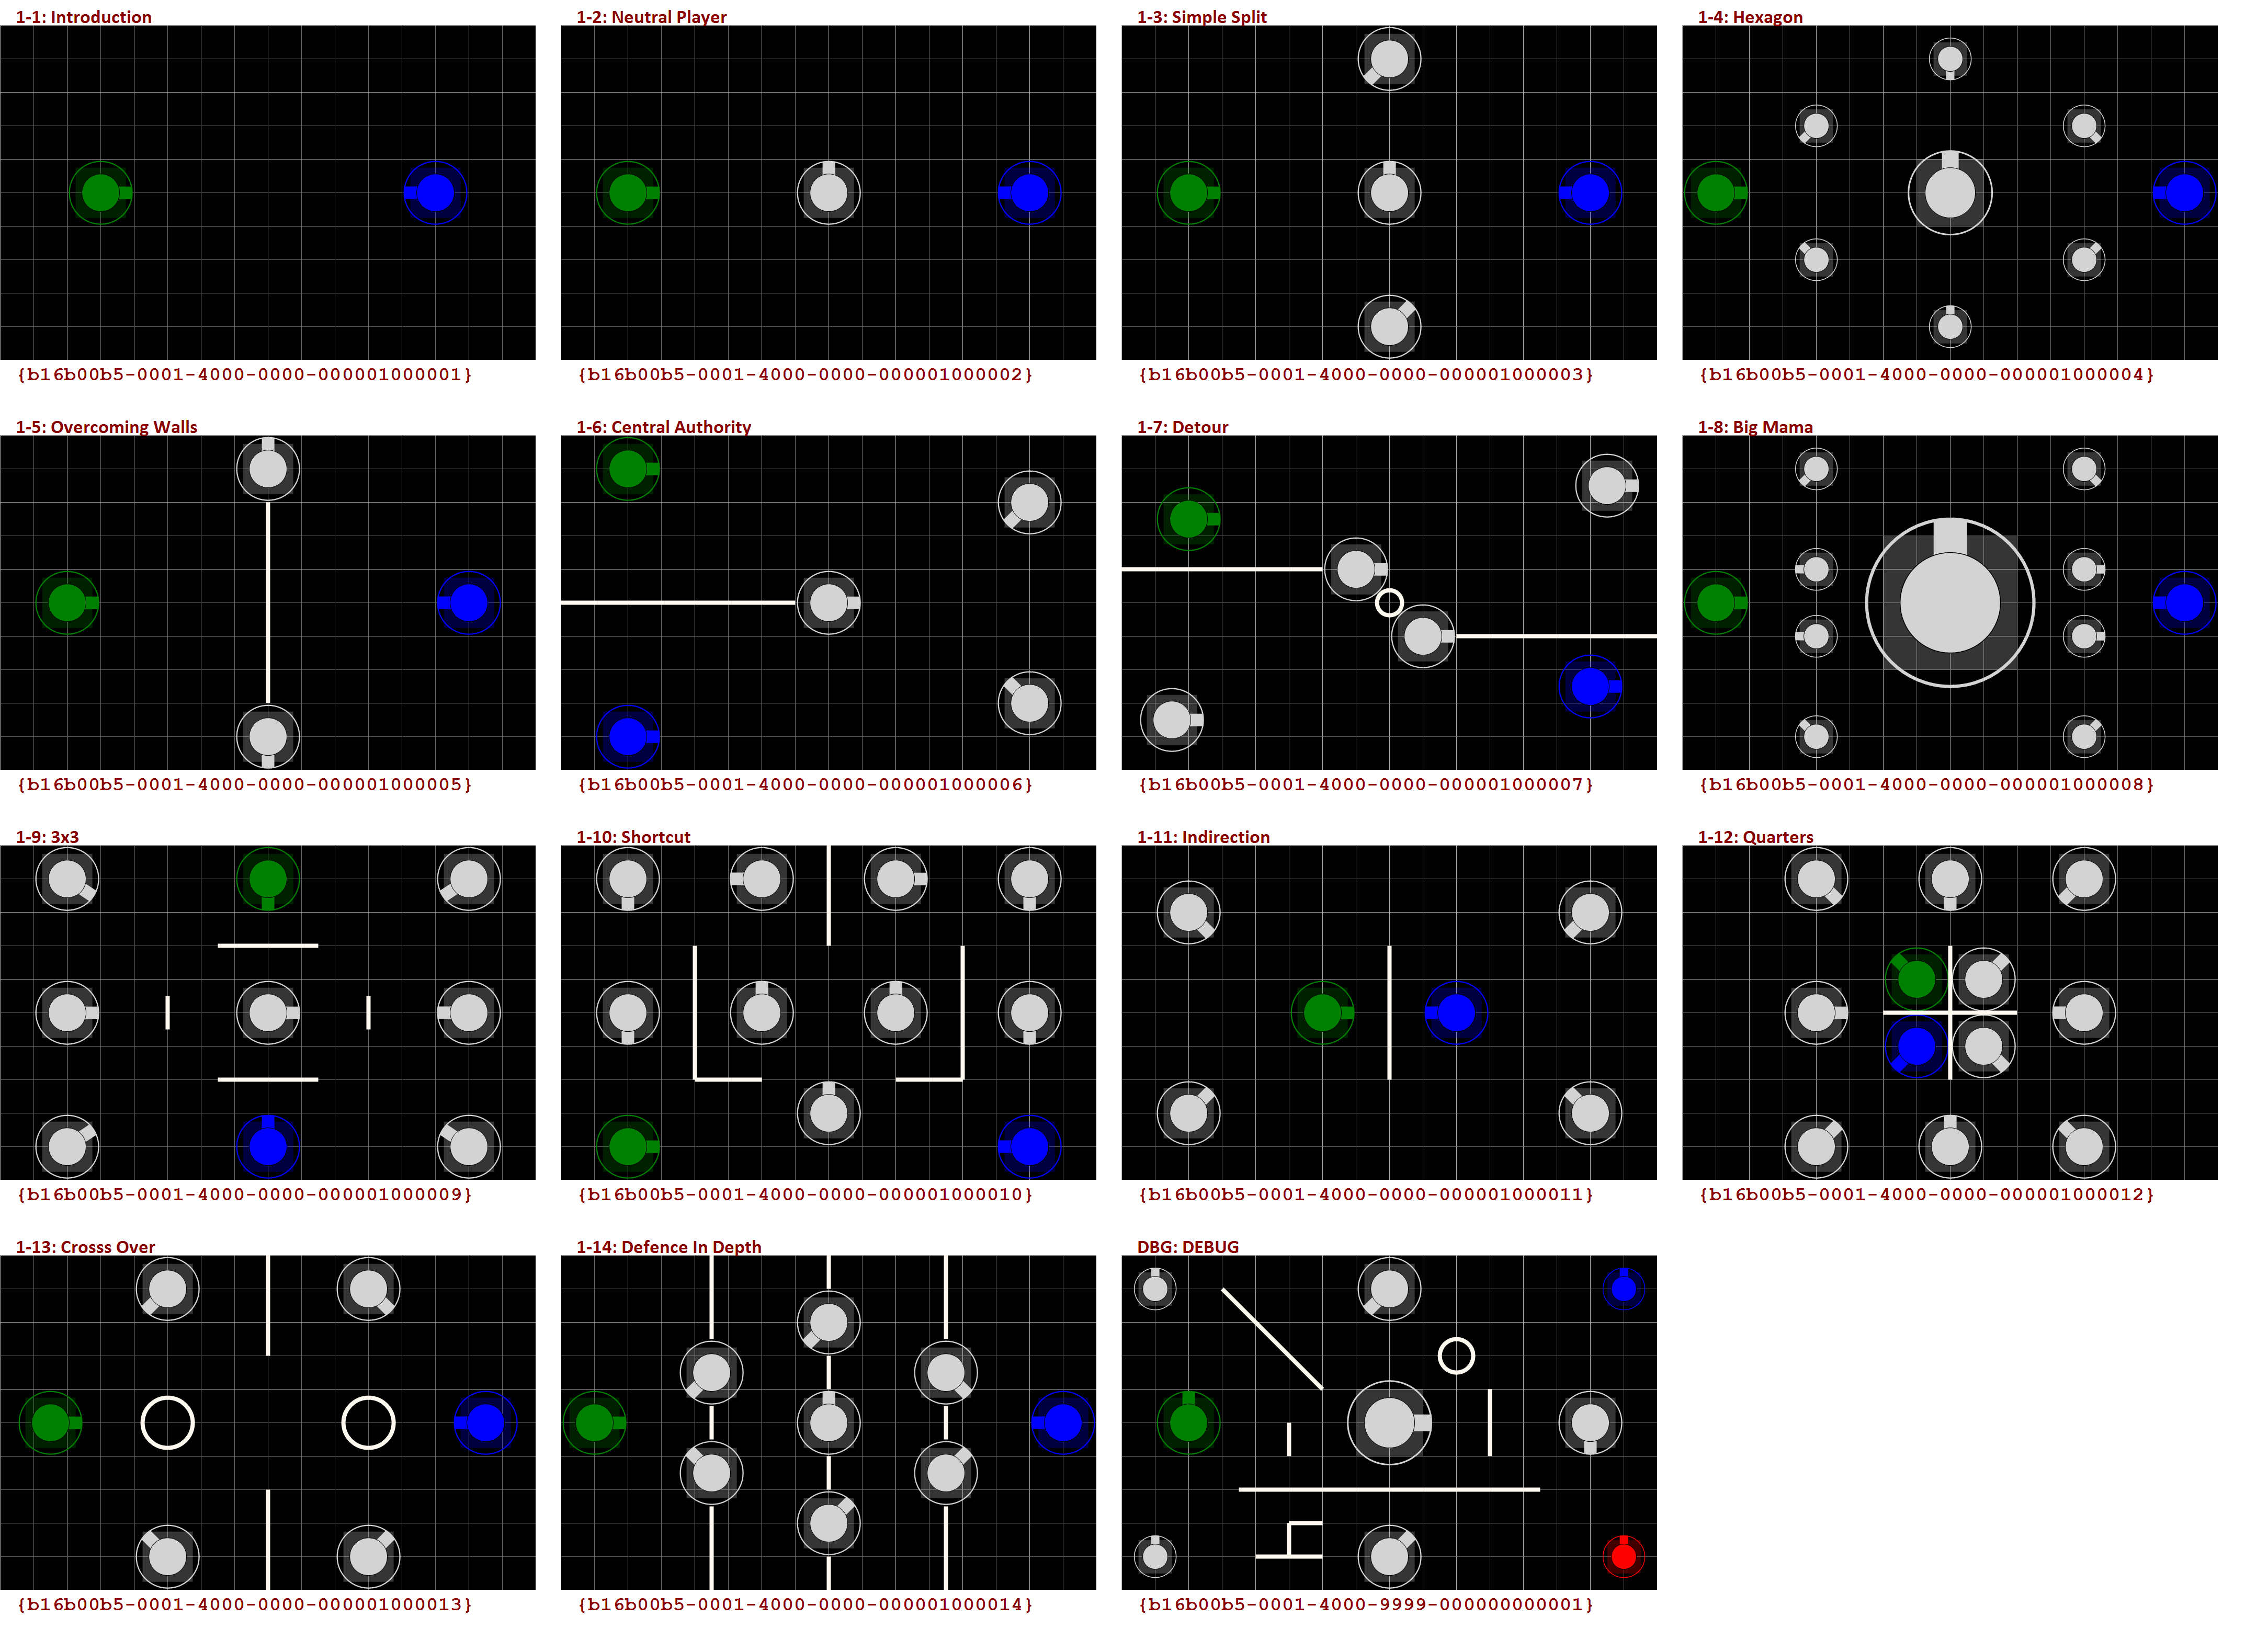 1-1: Introduction
1-2: Neutral Player
1-3: Simple Split
1-4: Hexagon
{b16b00b5-0001-4000-0000-000001000001}
{b16b00b5-0001-4000-0000-000001000002}
{b16b00b5-0001-4000-0000-000001000003}
{b16b00b5-0001-4000-0000-000001000004}
1-5: Overcoming Walls
1-6: Central Authority
1-7: Detour
1-8: Big Mama
{b16b00b5-0001-4000-0000-000001000005}
{b16b00b5-0001-4000-0000-000001000006}
{b16b00b5-0001-4000-0000-000001000007}
{b16b00b5-0001-4000-0000-000001000008}
1-9: 3x3
1-10: Shortcut
1-11: Indirection
1-12: Quarters
{b16b00b5-0001-4000-0000-000001000009}
{b16b00b5-0001-4000-0000-000001000010}
{b16b00b5-0001-4000-0000-000001000011}
{b16b00b5-0001-4000-0000-000001000012}
1-13: Crosss Over
1-14: Defence In Depth
DBG: DEBUG
{b16b00b5-0001-4000-0000-000001000013}
{b16b00b5-0001-4000-0000-000001000014}
{b16b00b5-0001-4000-9999-000000000001}